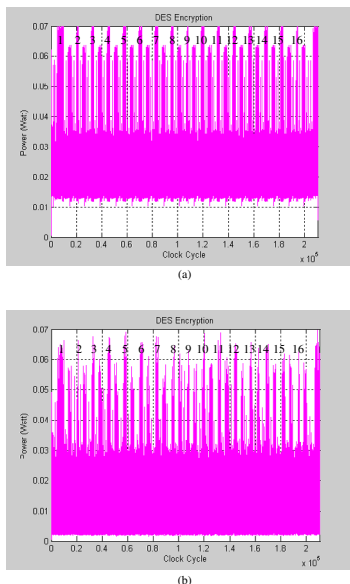 DES Encryption
0.07
1 2 3 4 5 6 7 8 9 10 11 12 13 14 15 16
0.06
0.05
0.04
Power (Watt)
0.03
0.02
0.01
0
0 0.2 0.4 0.6 0.8 1 1.2 1.4 1.6 1.8 2
Clock Cycle
x 10^5
(a)
DES Encryption
0.07
1 2 3 4 5 6 7 8 9 10 11 12 13 14 15 16
0.06
0.05
0.04
Power (Watt)
0.03
0.02
0.01
0
0 0.2 0.4 0.6 0.8 1 1.2 1.4 1.6 1.8 2
Clock Cycle
x 10^5
(b)